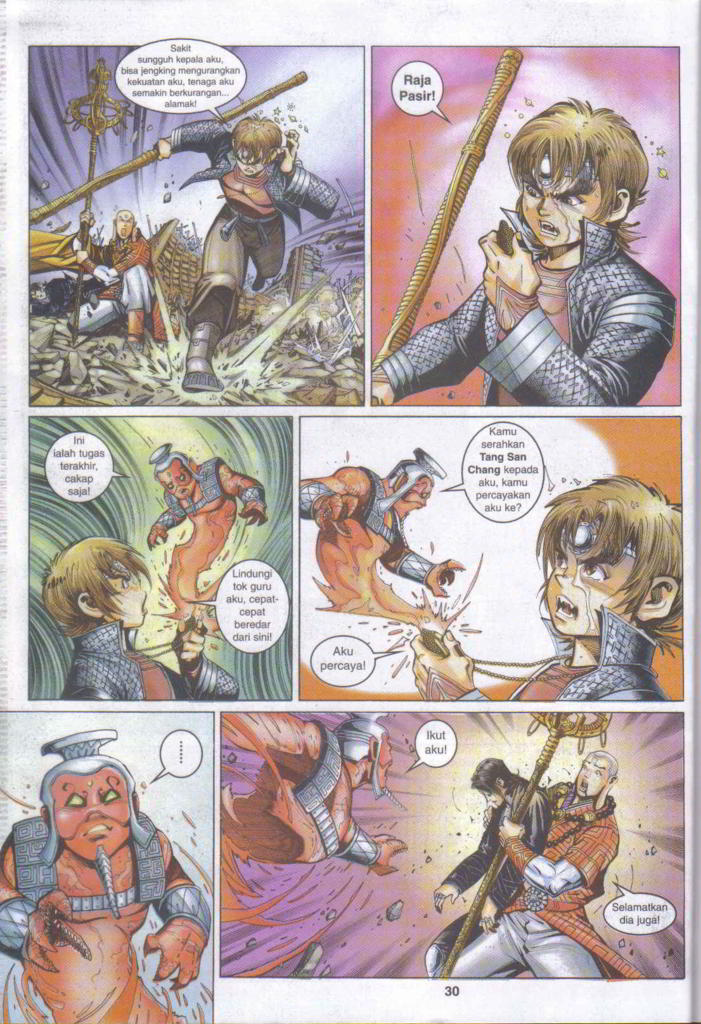 Sakit
sungguh kepala aku,
bisa jengking mengurangkan
kekuatan aku, tenaga aku
semakin berkurangan...
alamak!
Raja
Pasir!
Ini
ialah tugas
terakhir,
cakap
saja!
Lindungi
tok guru
aku, cepat-
cepat
beredar
dari sini!
Kamu
serahkan
Tang San
Chang kepada
aku, kamu
percayakan
aku ke?
Aku
percaya!
......
Ikut
aku!
Selamatkan
dia juga!
30